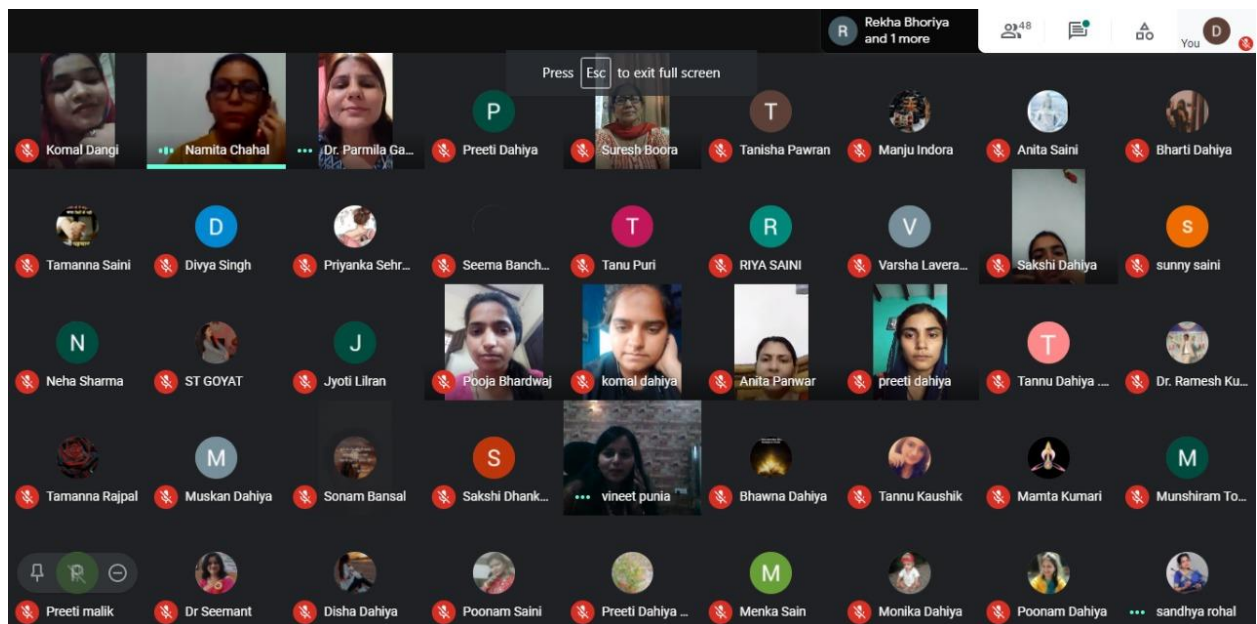 R
Rekha Bhoriya
and 1 more
48
You
D
Press Esc to exit full screen
Komal Dangi
Namita Chahal
Dr. Parmila Ga...
P
Preeti Dahiya
Suresh Boora
T
Tanisha Pawran
Manju Indora
Anita Saini
Bharti Dahiya
Tamanna Saini
D
Divya Singh
Priyanka Sehr...
Seema Banch...
T
Tanu Puri
R
RIYA SAINI
V
Varsha Lavera...
Sakshi Dahiya
s
sunny saini
N
Neha Sharma
ST GOYAT
J
Jyoti Lilran
Pooja Bhardwaj
komal dahiya
Anita Panwar
preeti dahiya
T
Tannu Dahiya ....
Dr. Ramesh Ku...
Tamanna Rajpal
M
Muskan Dahiya
Sonam Bansal
S
Sakshi Dhank...
vineet punia
Bhawna Dahiya
Tannu Kaushik
Mamta Kumari
M
Munshiram To...
Preeti malik
Dr Seemant
Disha Dahiya
Poonam Saini
Preeti Dahiya ...
M
Menka Sain
Monika Dahiya
Poonam Dahiya
sandhya rohal